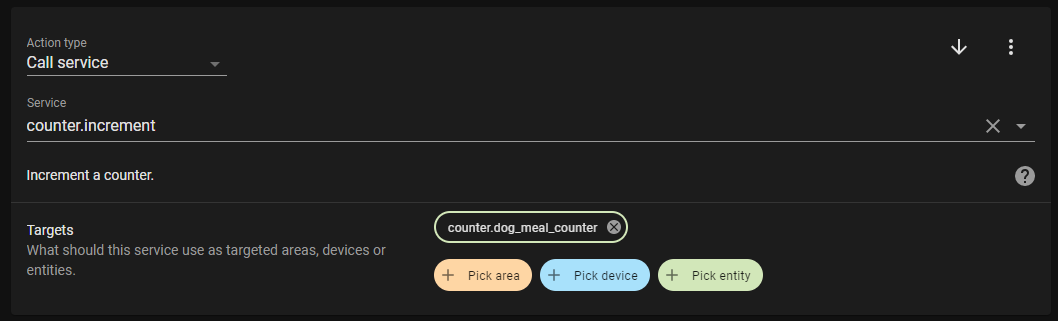 Action type
Call service
Service
counter.increment
Increment a counter.
Targets
What should this service use as targeted areas, devices or
entities.
counter.dog_meal_counter
Pick area
Pick device
Pick entity